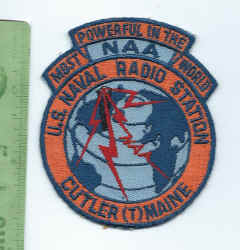 MOST POWERFUL IN THE WORLD
NAA
U.S. NAVAL RADIO STATION
CUTLER (T) MAINE